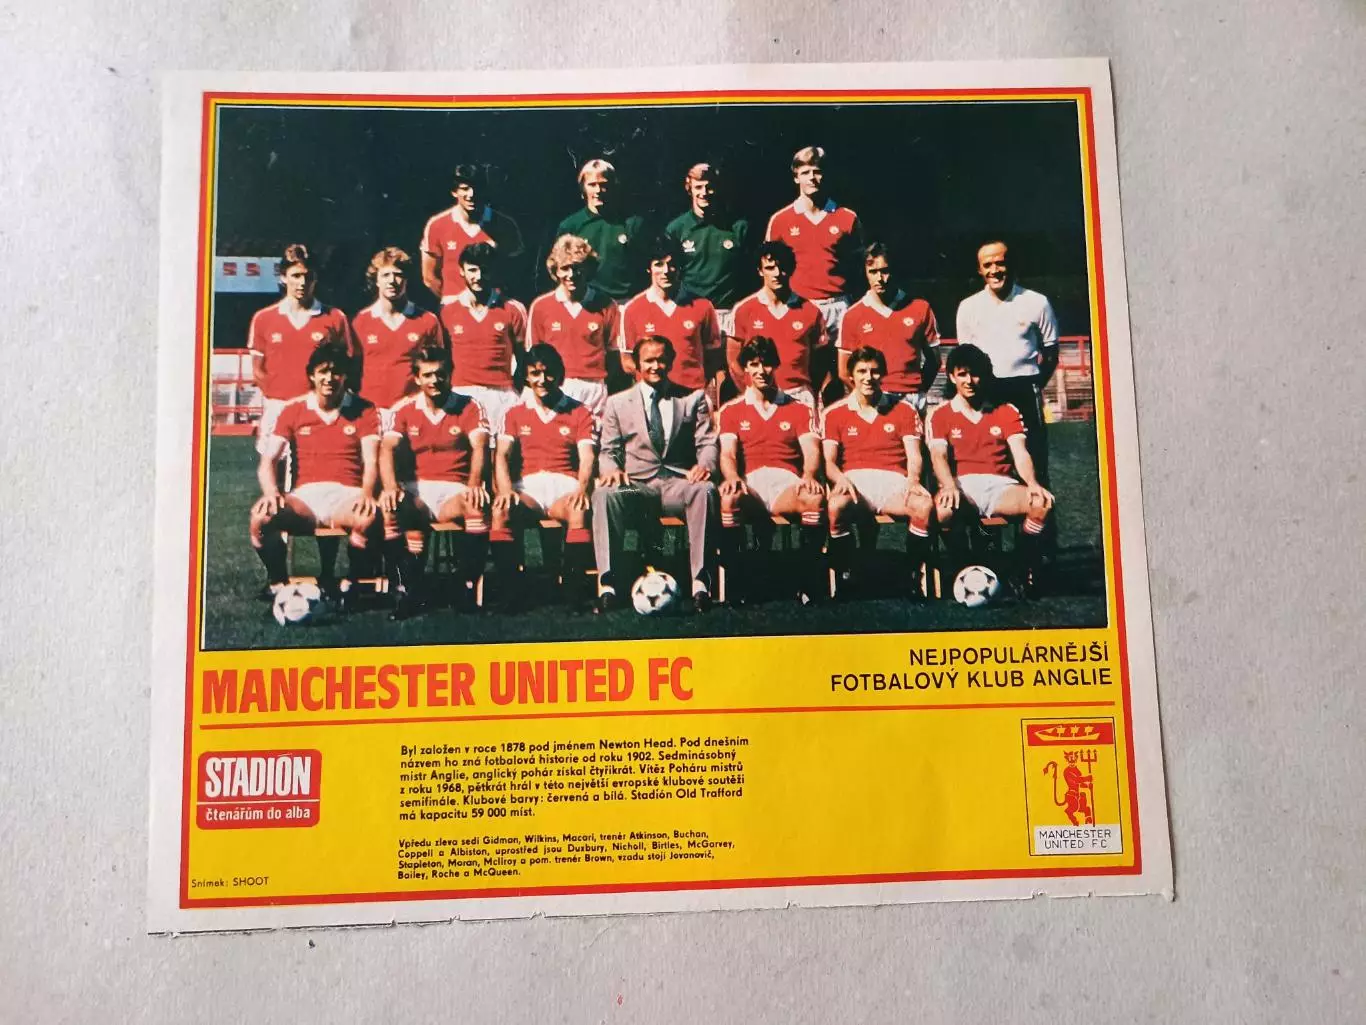 MANCHESTER UNITED FC
NEJPOPULÁRNĚJŠÍ
FOTBALOVÝ KLUB ANGLIE
STADIÓN
čtenářům do alba
Byl založen v roce 1878 pod jménem Newton Head. Pod dnešním
názvem ho zná fotbalová historie od roku 1902. Sedminásobný
mistr Anglie, anglický pohár získal čtyřikrát. Vítěz Poháru mistrů
z roku 1968, pětkrát hrál v této největší evropské klubové soutěži
semifinále. Klubové barvy: červená a bílá. Stadión Old Trafford
má kapacitu 59 000 míst.
Vpředu zleva sedí Gidman, Wilkins, Macari, trenér Atkinson, Buchan,
Coppell a Albiston, uprostřed jsou Duxbury, Nicholl, Birtles, McGarvey,
Stapleton, Moran, McIlroy a pom. trenér Brown, vzadu stojí Jovanovič,
Bailey, Roche a McQueen.
Snímek: SHOOT
MANCHESTER
UNITED F C